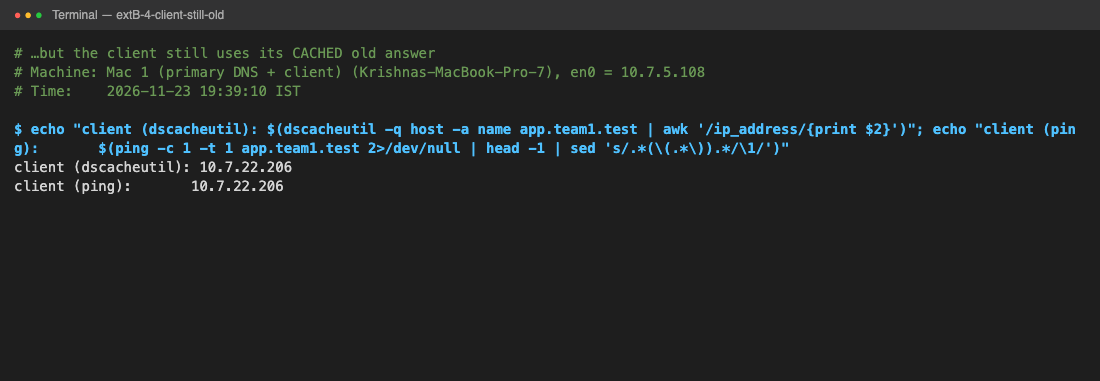 Terminal — extB-4-client-still-old
# …but the client still uses its CACHED old answer
# Machine: Mac 1 (primary DNS + client) (Krishnas-MacBook-Pro-7), en0 = 10.7.5.108
# Time:    2026-11-23 19:39:10 IST
$ echo "client (dscacheutil): $(dscacheutil -q host -a name app.team1.test | awk '/ip_address/{print $2}')"; echo "client (pin
g):       $(ping -c 1 -t 1 app.team1.test 2>/dev/null | head -1 | sed 's/.*(\(.*\)).*/\1/')"
client (dscacheutil): 10.7.22.206
client (ping):       10.7.22.206